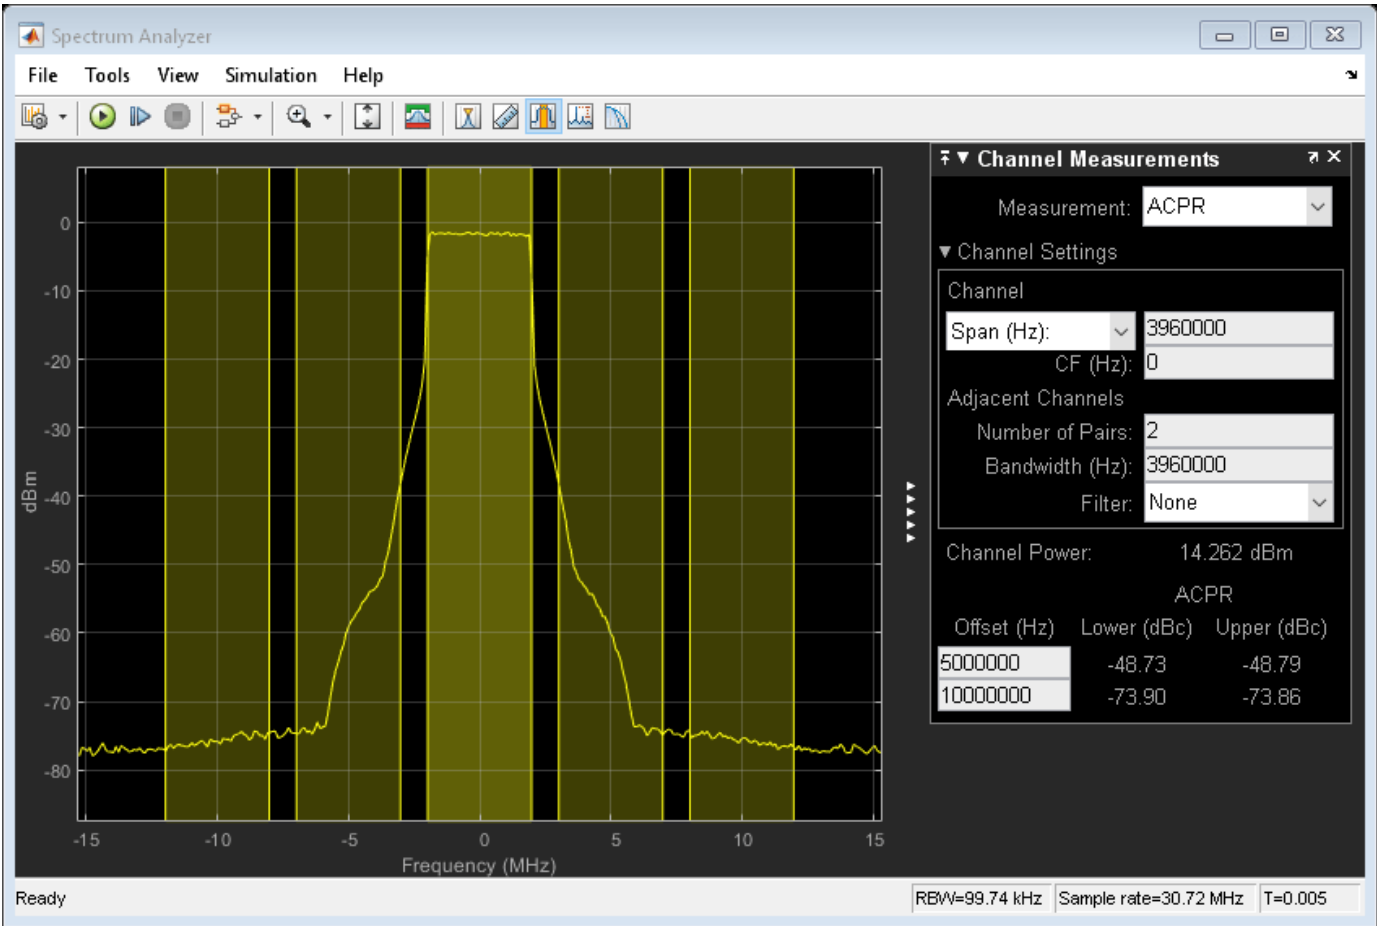 Spectrum Analyzer
File Tools View Simulation Help
Channel Measurements
Measurement: ACPR
Channel Settings
Channel
Span (Hz): 3960000
CF (Hz): 0
Adjacent Channels
Number of Pairs: 2
Bandwidth (Hz): 3960000
Filter: None
Channel Power: 14.262 dBm
ACPR
Offset (Hz) Lower (dBc) Upper (dBc)
5000000 -48.73 -48.79
10000000 -73.90 -73.86
dBm
0
-10
-20
-30
-40
-50
-60
-70
-80
-15 -10 -5 0 5 10 15
Frequency (MHz)
Ready RBW=99.74 kHz Sample rate=30.72 MHz T=0.005